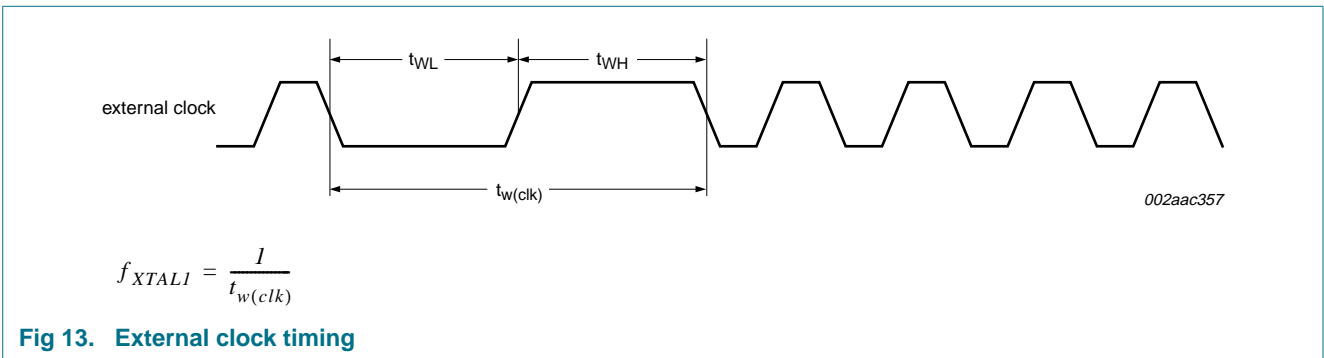 t_WL t_WH
external clock
t_w(clk)
002aac357
f_XTAL1 = 1 / t_w(clk)
Fig 13. External clock timing